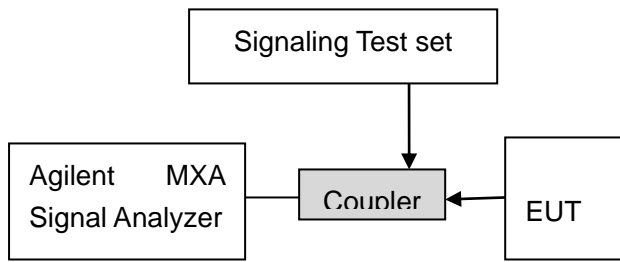 Signaling Test set
Agilent MXA
Signal Analyzer
Coupler
EUT